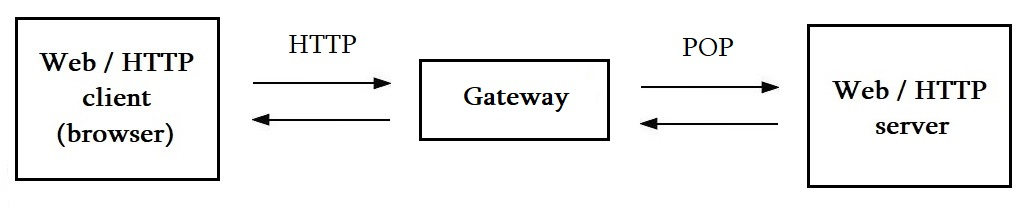 Web / HTTP
client
(browser)
HTTP
Gateway
POP
Web / HTTP
server